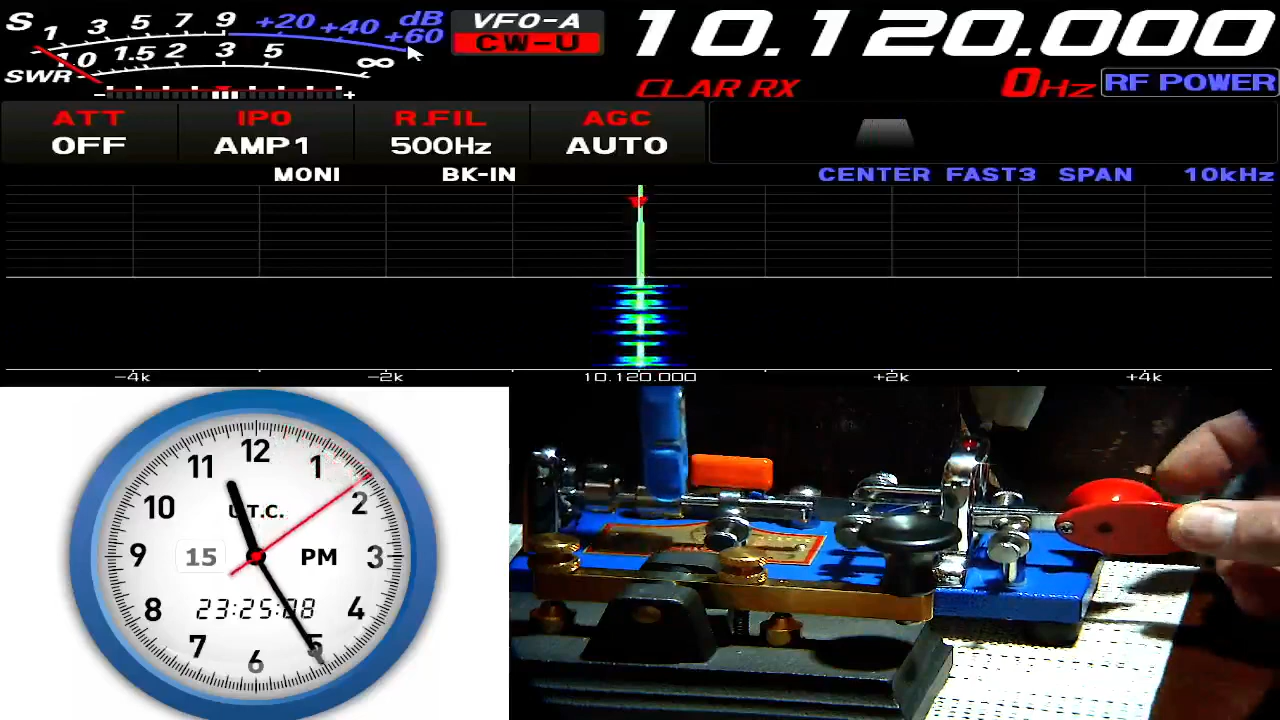 S 1 3 5 7 9 +20 +40 +60 dB
1.0 1.5 2 3 5 ∞
SWR
- +
VFO-A
CW-U
10.120.000
CLAR RX 0Hz RF POWER
ATT IPO R.FIL AGC
OFF AMP1 500Hz AUTO
MONI BK-IN CENTER FAST3 SPAN 10kHz
-4k -2k 10.120.000 +2k +4k
12
11 1
10 U.T.C. 2
9 15 PM 3
8 23:25:08 4
7 5
6